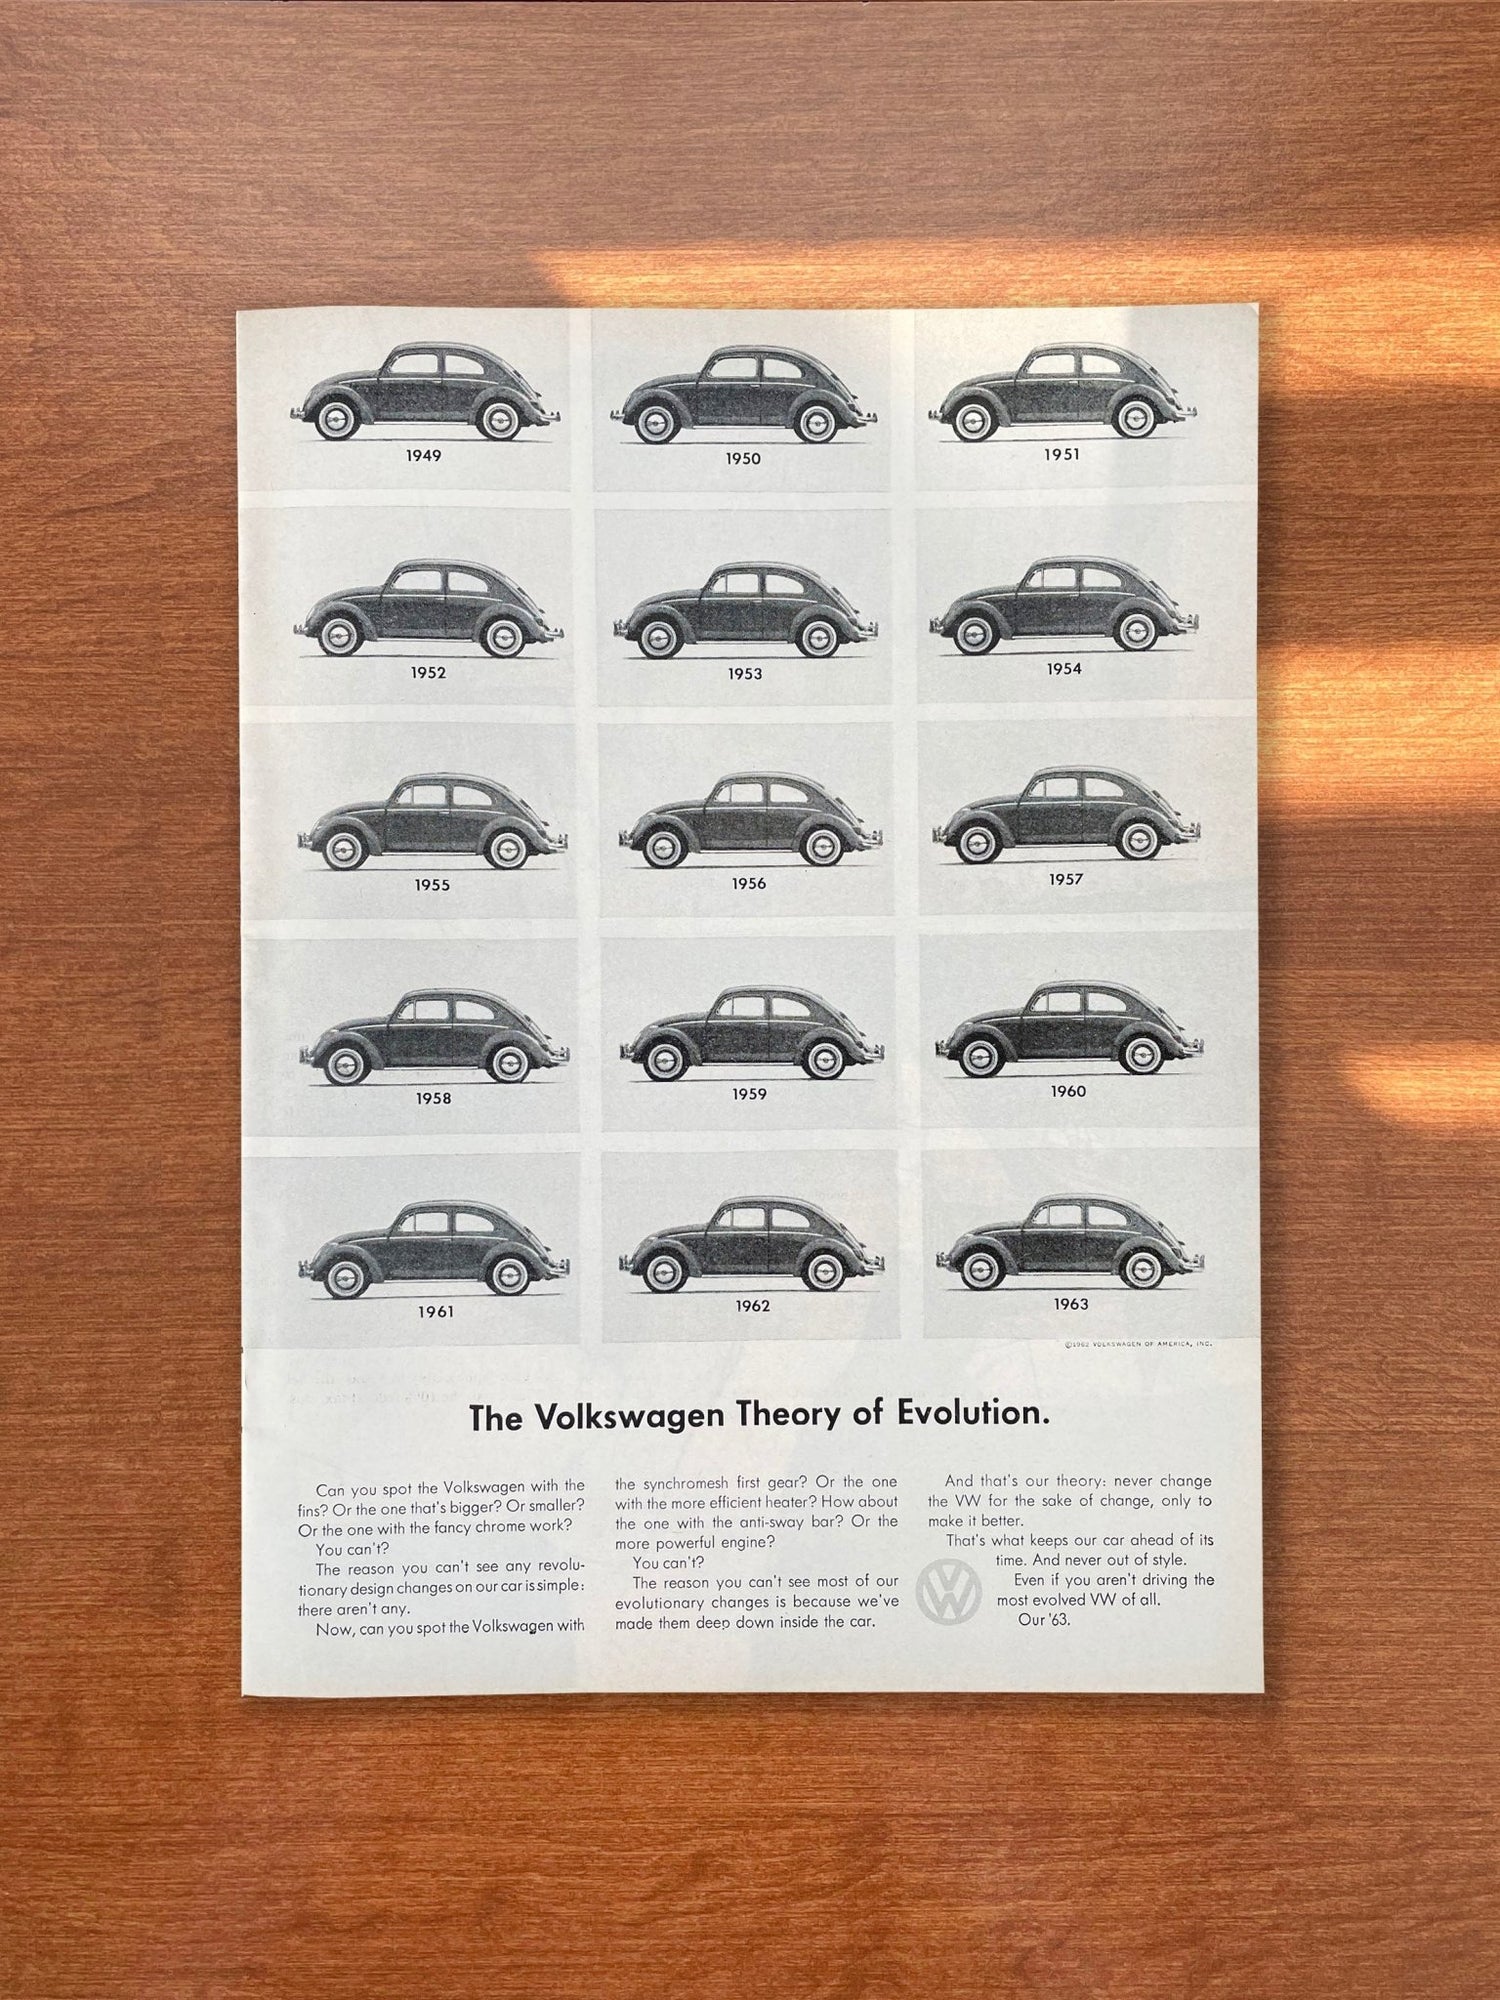 1949 1950 1951
1952 1953 1954
1955 1956 1957
1958 1959 1960
1961 1962 1963
©1962 VOLKSWAGEN OF AMERICA, INC.
The Volkswagen Theory of Evolution.
Can you spot the Volkswagen with the
fins? Or the one that's bigger? Or smaller?
Or the one with the fancy chrome work?
You can't?
The reason you can't see any revolu-
tionary design changes on our car is simple:
there aren't any.
Now, can you spot the Volkswagen with
the synchromesh first gear? Or the one
with the more efficient heater? How about
the one with the anti-sway bar? Or the
more powerful engine?
You can't?
The reason you can't see most of our
evolutionary changes is because we've
made them deep down inside the car.
And that's our theory: never change
the VW for the sake of change, only to
make it better.
That's what keeps our car ahead of its
time. And never out of style.
Even if you aren't driving the
most evolved VW of all.
Our '63.
VW